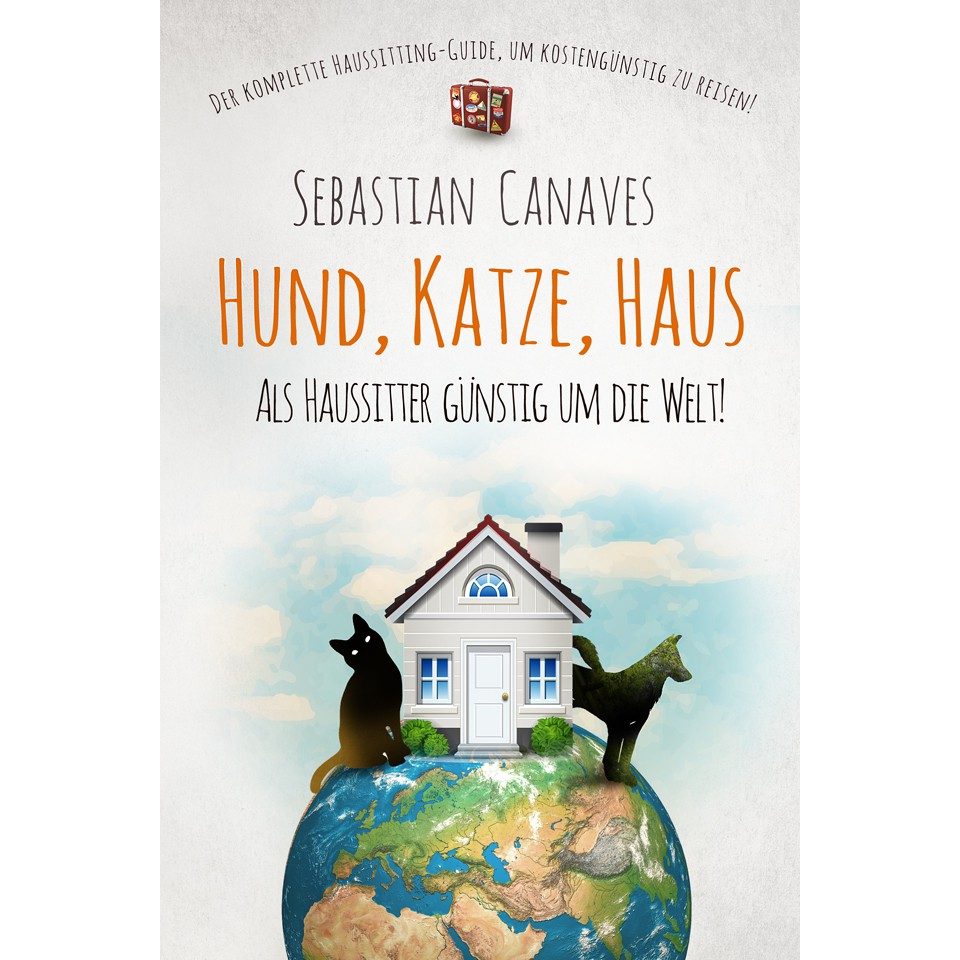 Der komplette Haussitting-Guide, um kostengünstig zu reisen!
Sebastian Canaves
Hund, Katze, Haus
Als Haussitter günstig um die Welt!